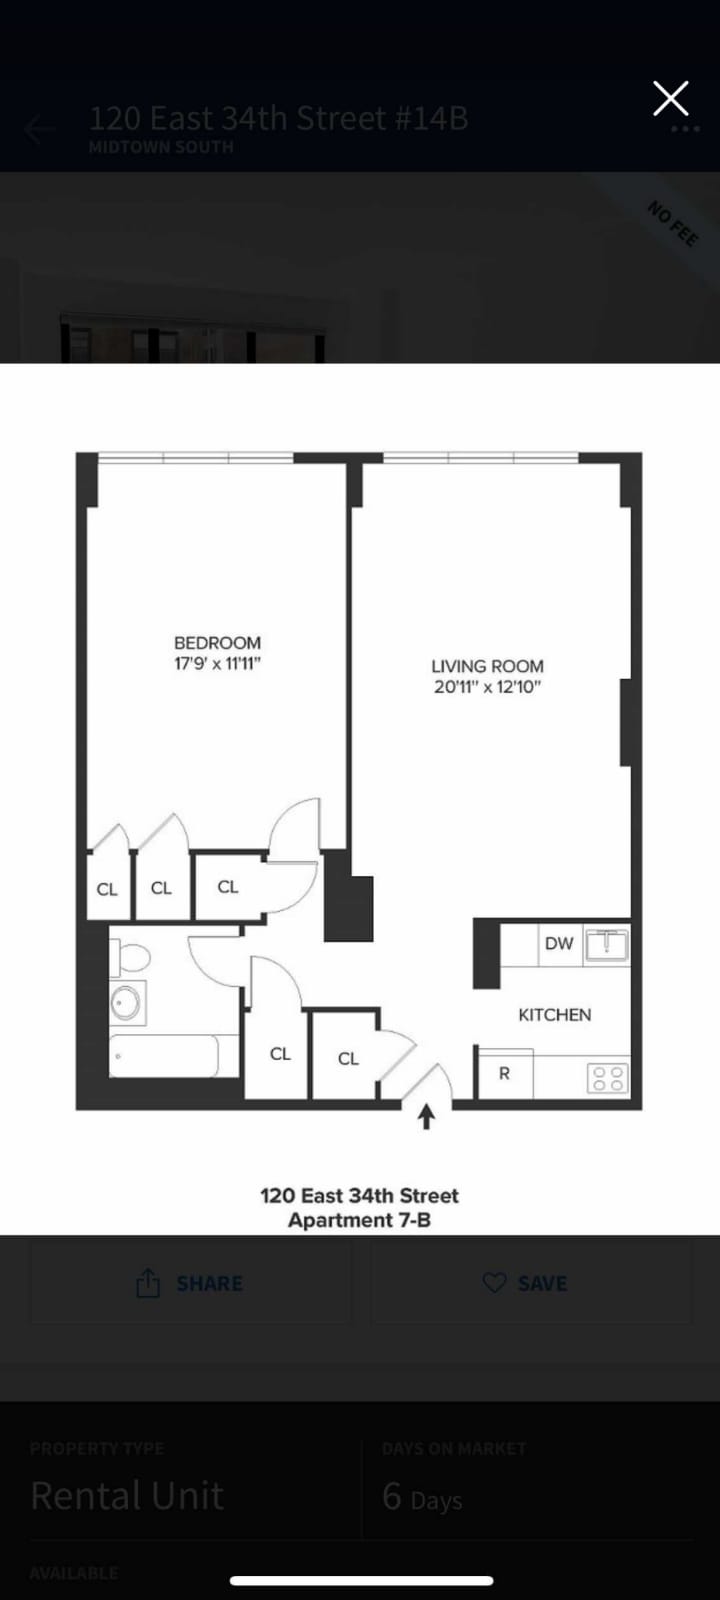 120 East 34th Street #14B
MIDTOWN SOUTH
NO FEE
BEDROOM
17'9' x 11'11"
LIVING ROOM
20'11" x 12'10"
CL
CL
CL
DW
KITCHEN
CL
CL
R
120 East 34th Street
Apartment 7-B
SHARE
SAVE
PROPERTY TYPE
DAYS ON MARKET
Rental Unit
6 Days
AVAILABLE